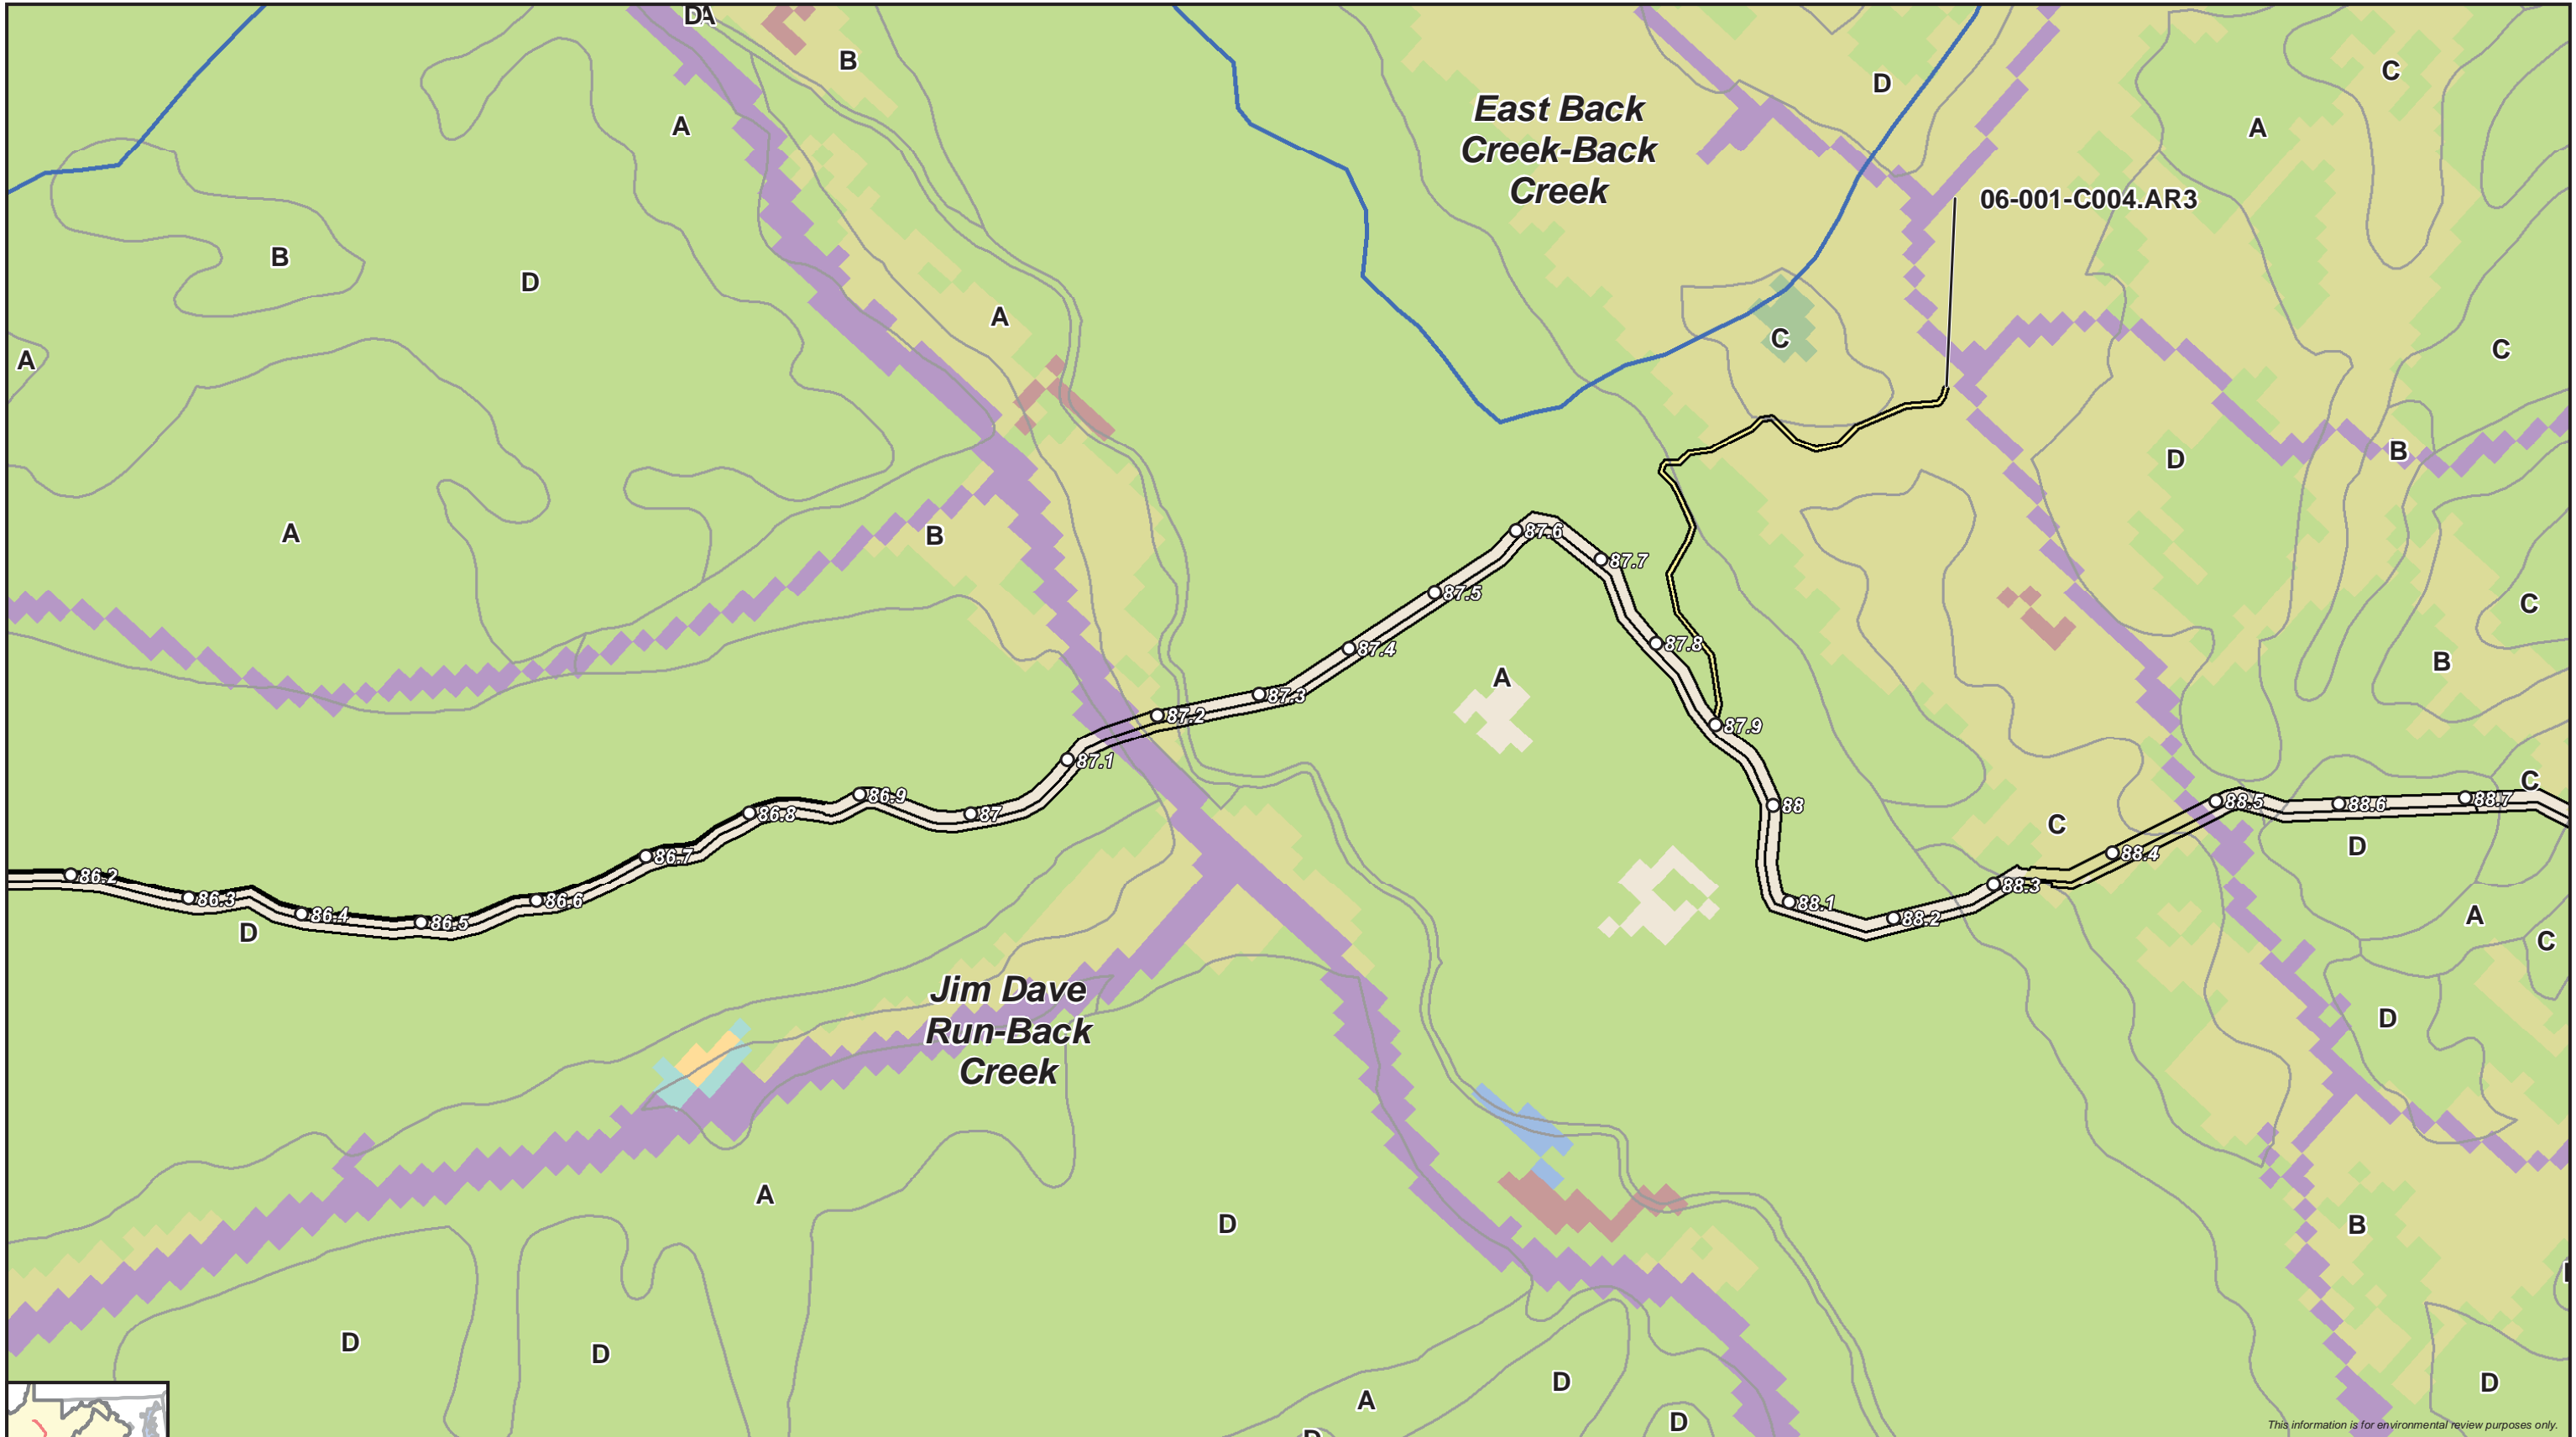 DA
B
C
D
A
East Back
Creek-Back
Creek
A
06-001-C004.AR3
B
D
A
C
C
A
B
D
A
B
87.6
87.7
87.5
C
87.8
87.4
B
A
87.3
87.2
87.9
87.1
C
88.5
88.6
88.7
86.9
86.8
87
88
C
D
88.4
86.7
86.2
88.3
86.3
86.6
88.1
86.4
86.5
88.2
A
D
C
Jim Dave
Run-Back
Creek
D
A
D
B
D
D
D
D
A
D
D
This information is for environmental review purposes only.